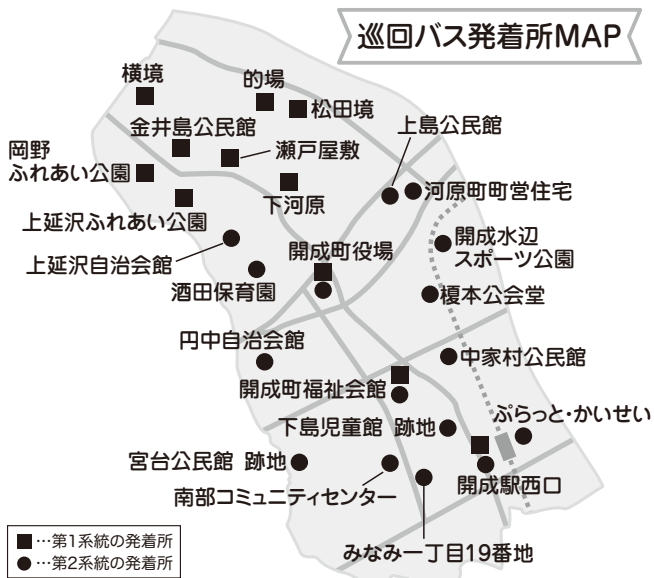 巡回バス発着所MAP
横境
的場
松田境
金井島公民館
上島公民館
岡野
ふれあい公園
瀬戸屋敷
下河原
河原町町営住宅
上延沢ふれあい公園
開成水辺
スポーツ公園
上延沢自治会館
開成町役場
酒田保育園
榎本公会堂
円中自治会館
中家村公民館
開成町福祉会館
ぷらっと・かいせい
下島児童館 跡地
宮台公民館 跡地
開成駅西口
南部コミュニティセンター
みなみ一丁目19番地
■…第1系統の発着所
●…第2系統の発着所